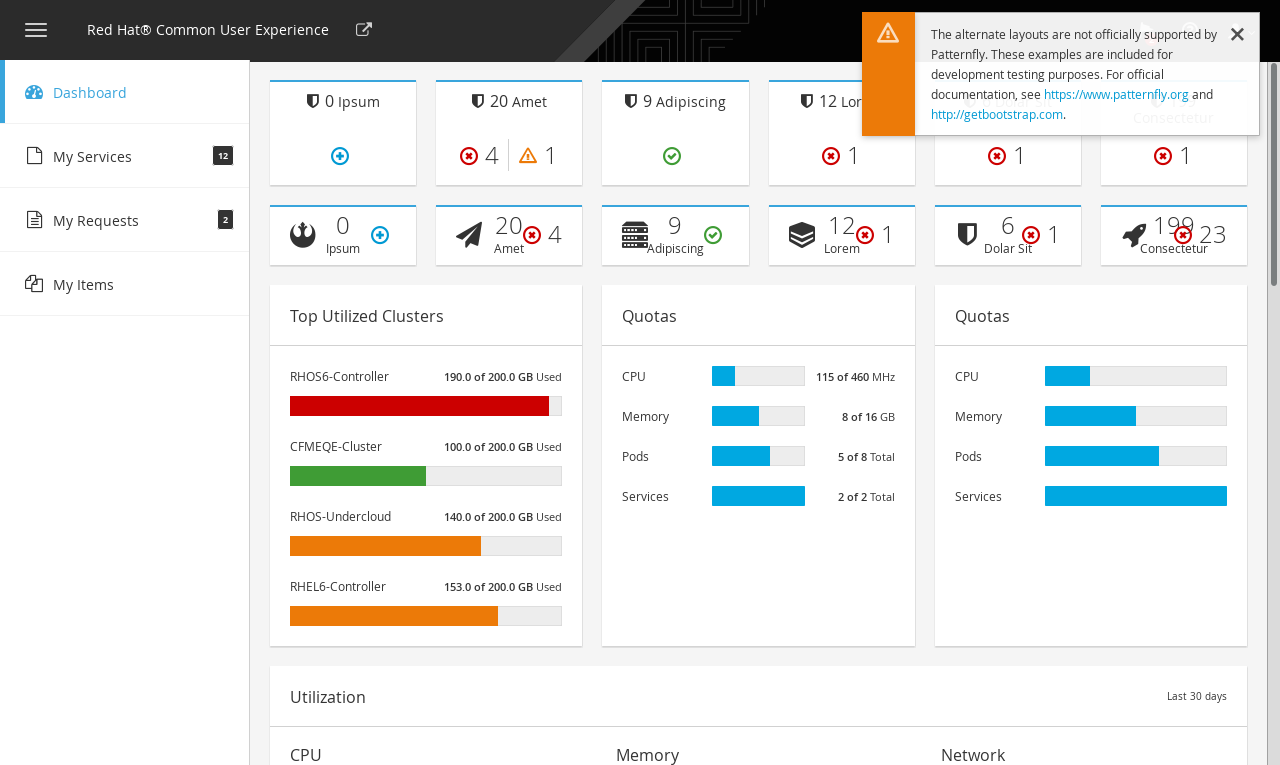 Red Hat® Common User Experience
The alternate layouts are not officially supported by
Patternfly. These examples are included for
development testing purposes. For official
documentation, see https://www.patternfly.org and
http://getbootstrap.com.
Dashboard
My Services 12
My Requests 2
My Items
0 Ipsum
20 Amet
4 1
9 Adipiscing
12 Lor
1
1
Consectetur
1
0
Ipsum
20
Amet
4
9
Adipiscing
12
Lorem
1
6
Dolar Sit
1
199
Consectetur
23
Top Utilized Clusters
RHOS6-Controller 190.0 of 200.0 GB Used
CFMEQE-Cluster 100.0 of 200.0 GB Used
RHOS-Undercloud 140.0 of 200.0 GB Used
RHEL6-Controller 153.0 of 200.0 GB Used
Quotas
CPU 115 of 460 MHz
Memory 8 of 16 GB
Pods 5 of 8 Total
Services 2 of 2 Total
Quotas
CPU
Memory
Pods
Services
Utilization Last 30 days
CPU Memory Network